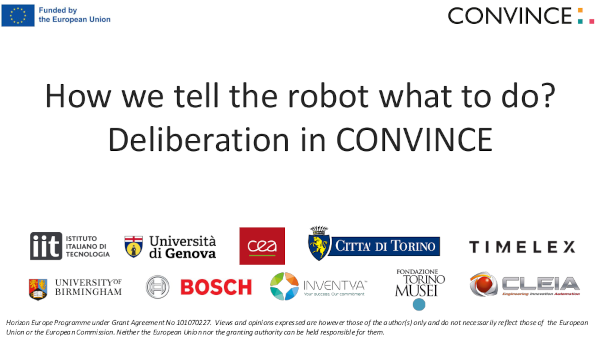 Funded by
the European Union
CONVINCE
How we tell the robot what to do?
Deliberation in CONVINCE
iit
ISTITUTO
ITALIANO DI
TECNOLOGIA
Università
di Genova
cea
CITTA' DI TORINO
TIMELEX
UNIVERSITYOF
BIRMINGHAM
BOSCH
INVENTYA
Your success. Our commitment
FONDAZIONE
TORINO
MUSEI
CLEIA
Engineering Innovation Automation
Horizon Europe Programme under Grant Agreement No 101070227. Views and opinions expressed are however those of the author(s) only and do not necessarily reflect those of the European
Union or the European Commission. Neither the European Union nor the granting authority can be held responsible for them.